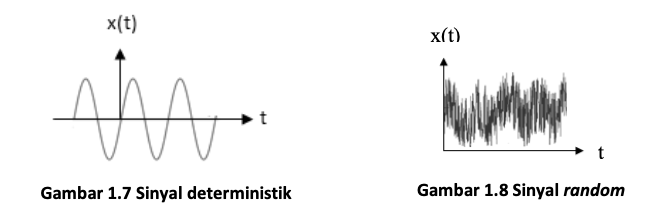 x(t)
t
Gambar 1.7 Sinyal deterministik
x(t)
t
Gambar 1.8 Sinyal random